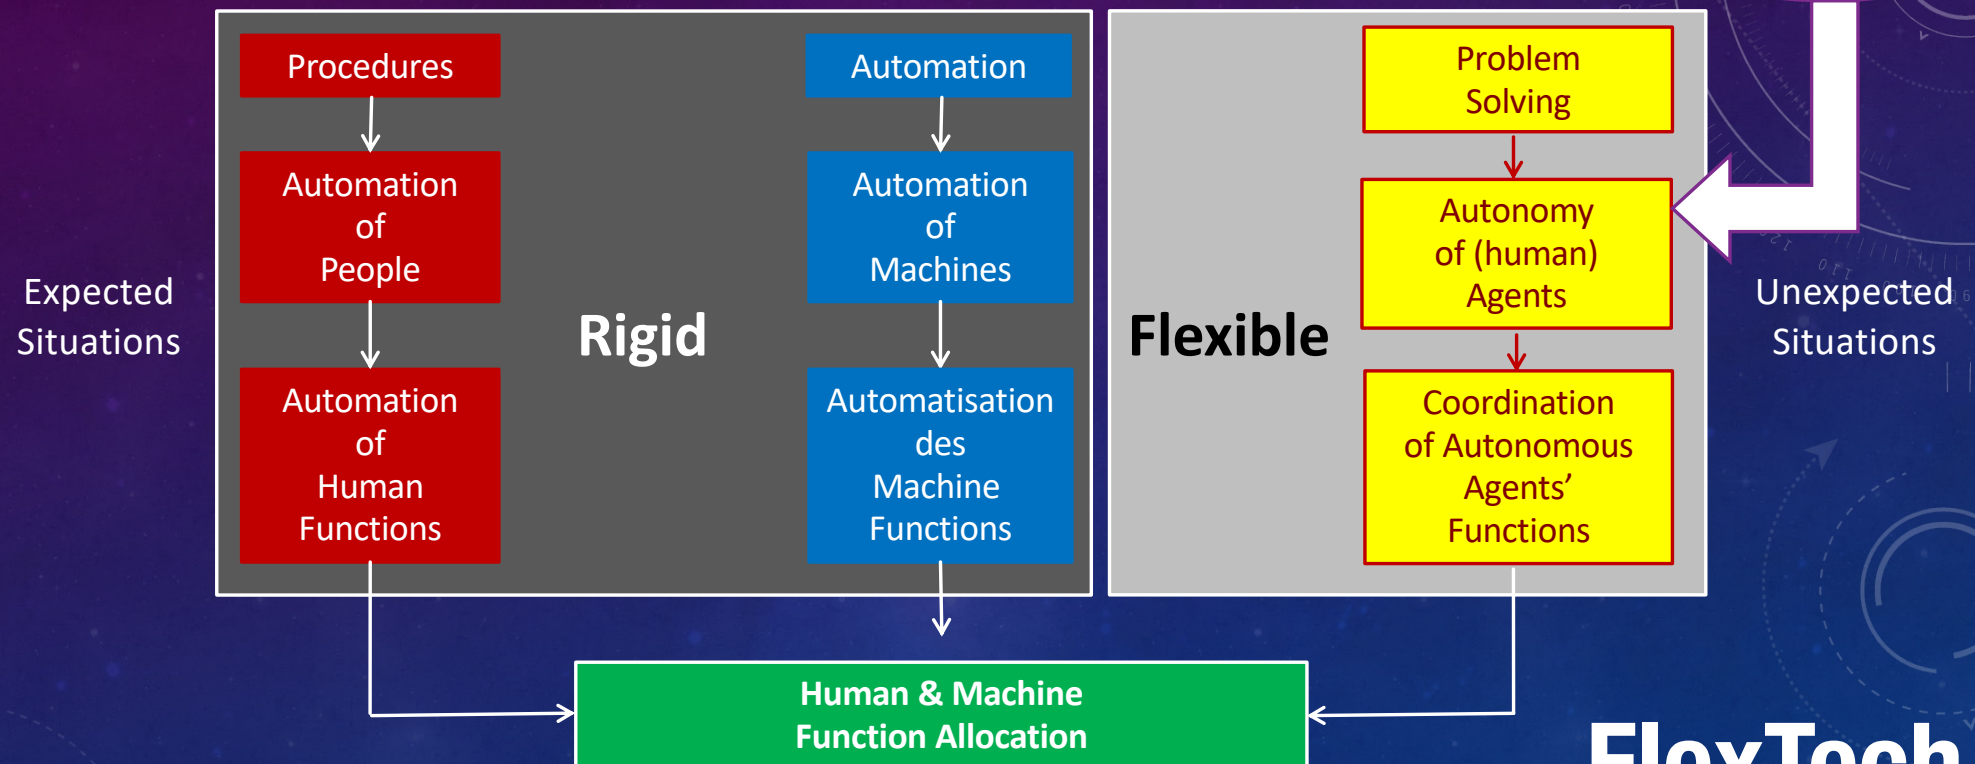 Procedures
Automation
of
People
Automation
of
Human
Functions
Automation
Automation
of
Machines
Automatisation
des
Machine
Functions
Problem
Solving
Autonomy
of (human)
Agents
Coordination
of Autonomous
Agents’
Functions
Expected
Situations
Rigid
Flexible
Unexpected
Situations
Human & Machine
Function Allocation
FlexTech